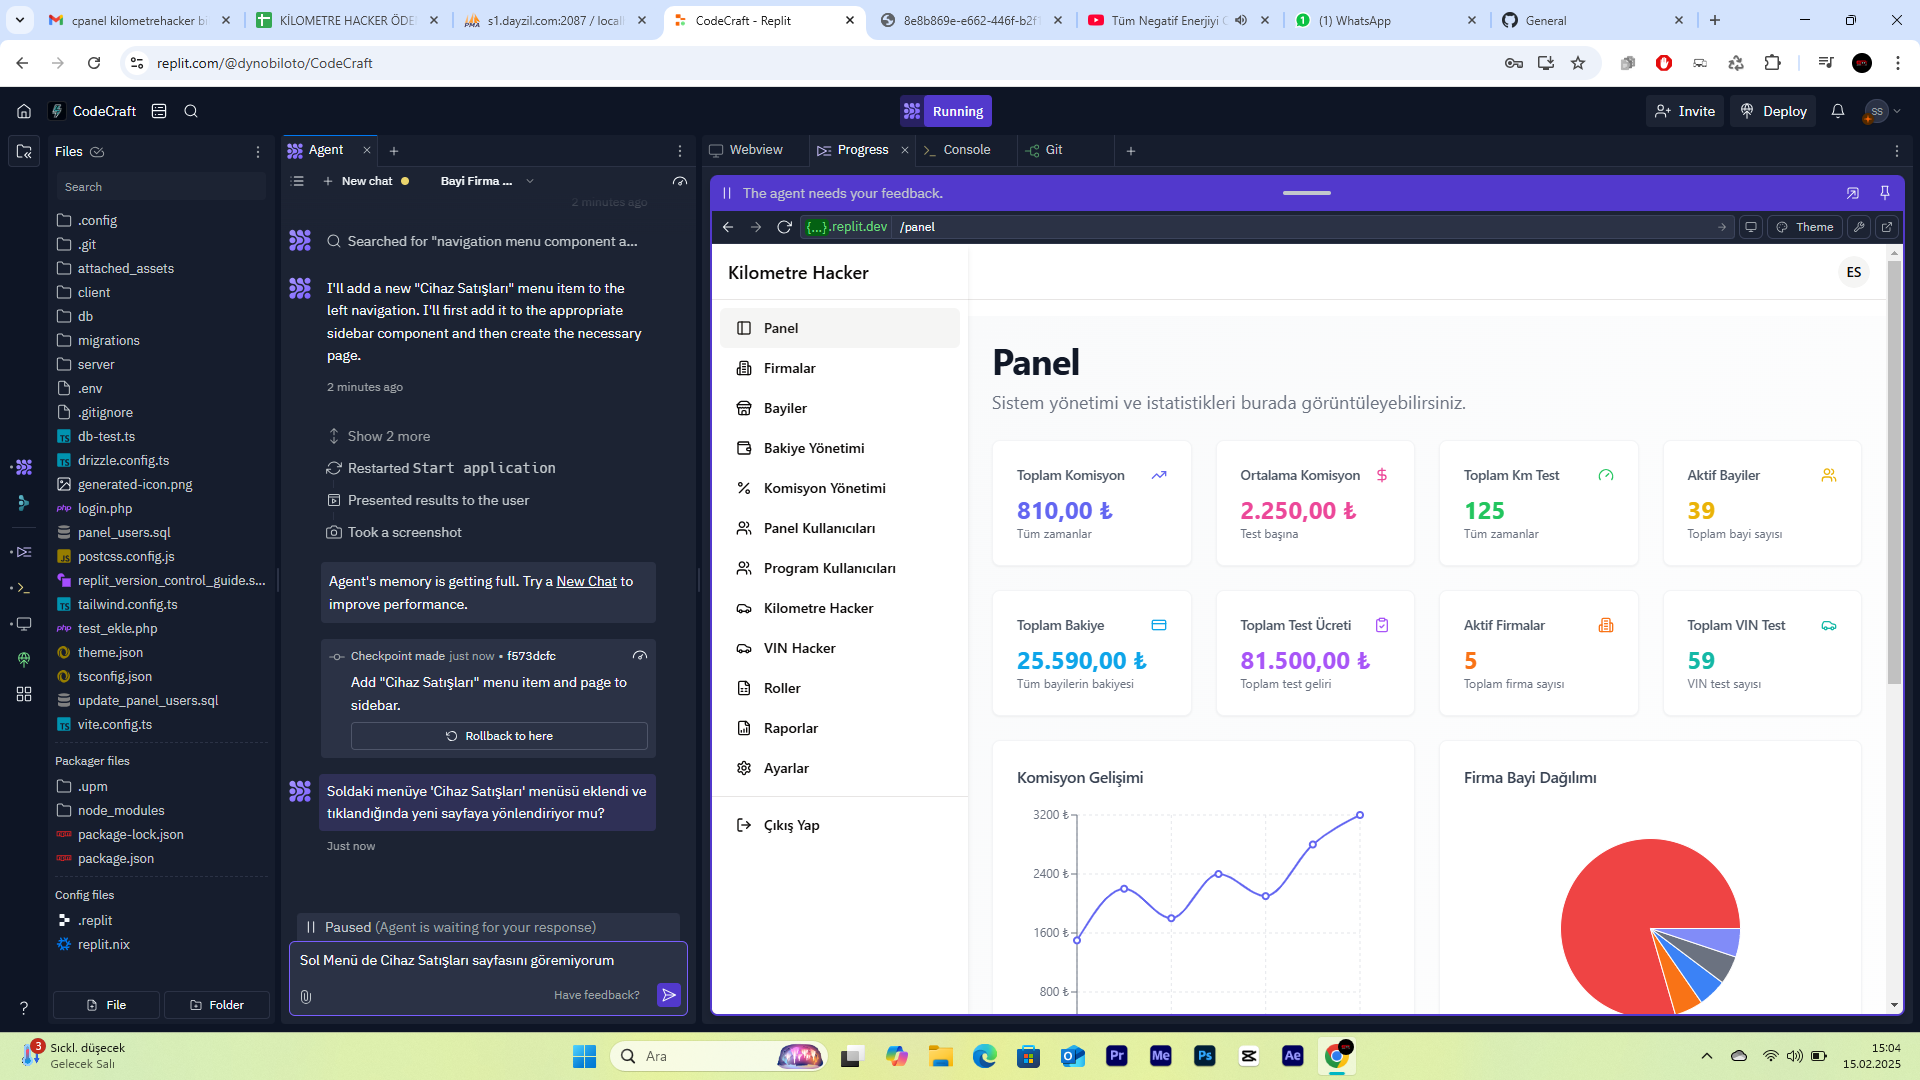 cpanel kilometrehacker bi
KİLOMETRE HACKER ÖDE
s1.dayzil.com:2087 / locall
CodeCraft - Replit
8e8b869e-e662-446f-b2f
Tüm Negatif Enerjiyi
(1) WhatsApp
General
replit.com/@dynobiloto/CodeCraft
CodeCraft
Running
Invite
Deploy
SS
Files
Search
.config
.git
attached_assets
client
db
migrations
server
.env
.gitignore
db-test.ts
drizzle.config.ts
generated-icon.png
login.php
panel_users.sql
postcss.config.js
replit_version_control_guide.s...
tailwind.config.ts
test_ekle.php
theme.json
tsconfig.json
update_panel_users.sql
vite.config.ts
Packager files
.upm
node_modules
package-lock.json
package.json
Config files
.replit
replit.nix
File
Folder
Agent
New chat
Bayi Firma ...
2 minutes ago
Searched for "navigation menu component a...
I'll add a new "Cihaz Satışları" menu item to the
left navigation. I'll first add it to the appropriate
sidebar component and then create the necessary
page.
2 minutes ago
Show 2 more
Restarted Start application
Presented results to the user
Took a screenshot
Agent's memory is getting full. Try a New Chat to
improve performance.
Checkpoint made just now • f573dcfc
Add "Cihaz Satışları" menu item and page to
sidebar.
Rollback to here
Soldaki menüye 'Cihaz Satışları' menüsü eklendi ve
tıklandığında yeni sayfaya yönlendiriyor mu?
Just now
Paused (Agent is waiting for your response)
Sol Menü de Cihaz Satışları sayfasını göremiyorum
Have feedback?
Webview
Progress
Console
Git
The agent needs your feedback.
{...}.replit.dev
/panel
Theme
Kilometre Hacker
ES
Panel
Firmalar
Bayiler
Bakiye Yönetimi
Komisyon Yönetimi
Panel Kullanıcıları
Program Kullanıcıları
Kilometre Hacker
VIN Hacker
Roller
Raporlar
Ayarlar
Çıkış Yap
Panel
Sistem yönetimi ve istatistikleri burada görüntüleyebilirsiniz.
Toplam Komisyon
810,00 ₺
Tüm zamanlar
Ortalama Komisyon
2.250,00 ₺
Test başına
Toplam Km Test
125
Tüm zamanlar
Aktif Bayiler
39
Toplam bayi sayısı
Toplam Bakiye
25.590,00 ₺
Tüm bayilerin bakiyesi
Toplam Test Ücreti
81.500,00 ₺
Toplam test geliri
Aktif Firmalar
5
Toplam firma sayısı
Toplam VIN Test
59
VIN test sayısı
Komisyon Gelişimi
3200 ₺
2400 ₺
1600 ₺
800 ₺
Firma Bayi Dağılımı
3
Sıckl. düşecek
Gelecek Salı
Ara
Pr
Me
Ps
Ae
15:04
15.02.2025